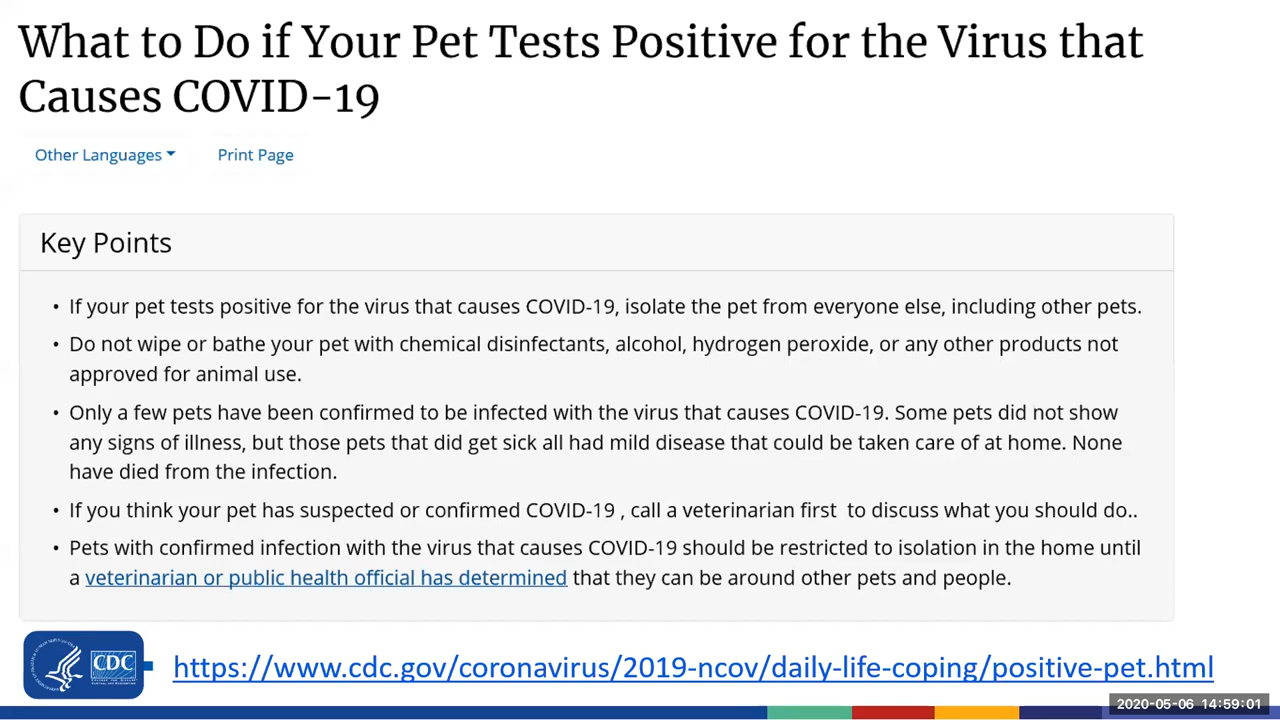 What to Do if Your Pet Tests Positive for the Virus that
Causes COVID-19
Other Languages
Print Page
Key Points
• If your pet tests positive for the virus that causes COVID-19, isolate the pet from everyone else, including other pets.
• Do not wipe or bathe your pet with chemical disinfectants, alcohol, hydrogen peroxide, or any other products not
approved for animal use.
• Only a few pets have been confirmed to be infected with the virus that causes COVID-19. Some pets did not show
any signs of illness, but those pets that did get sick all had mild disease that could be taken care of at home. None
have died from the infection.
• If you think your pet has suspected or confirmed COVID-19 , call a veterinarian first  to discuss what you should do..
• Pets with confirmed infection with the virus that causes COVID-19 should be restricted to isolation in the home until
a veterinarian or public health official has determined that they can be around other pets and people.
CDC
https://www.cdc.gov/coronavirus/2019-ncov/daily-life-coping/positive-pet.html
2020-05-06 14:59:01